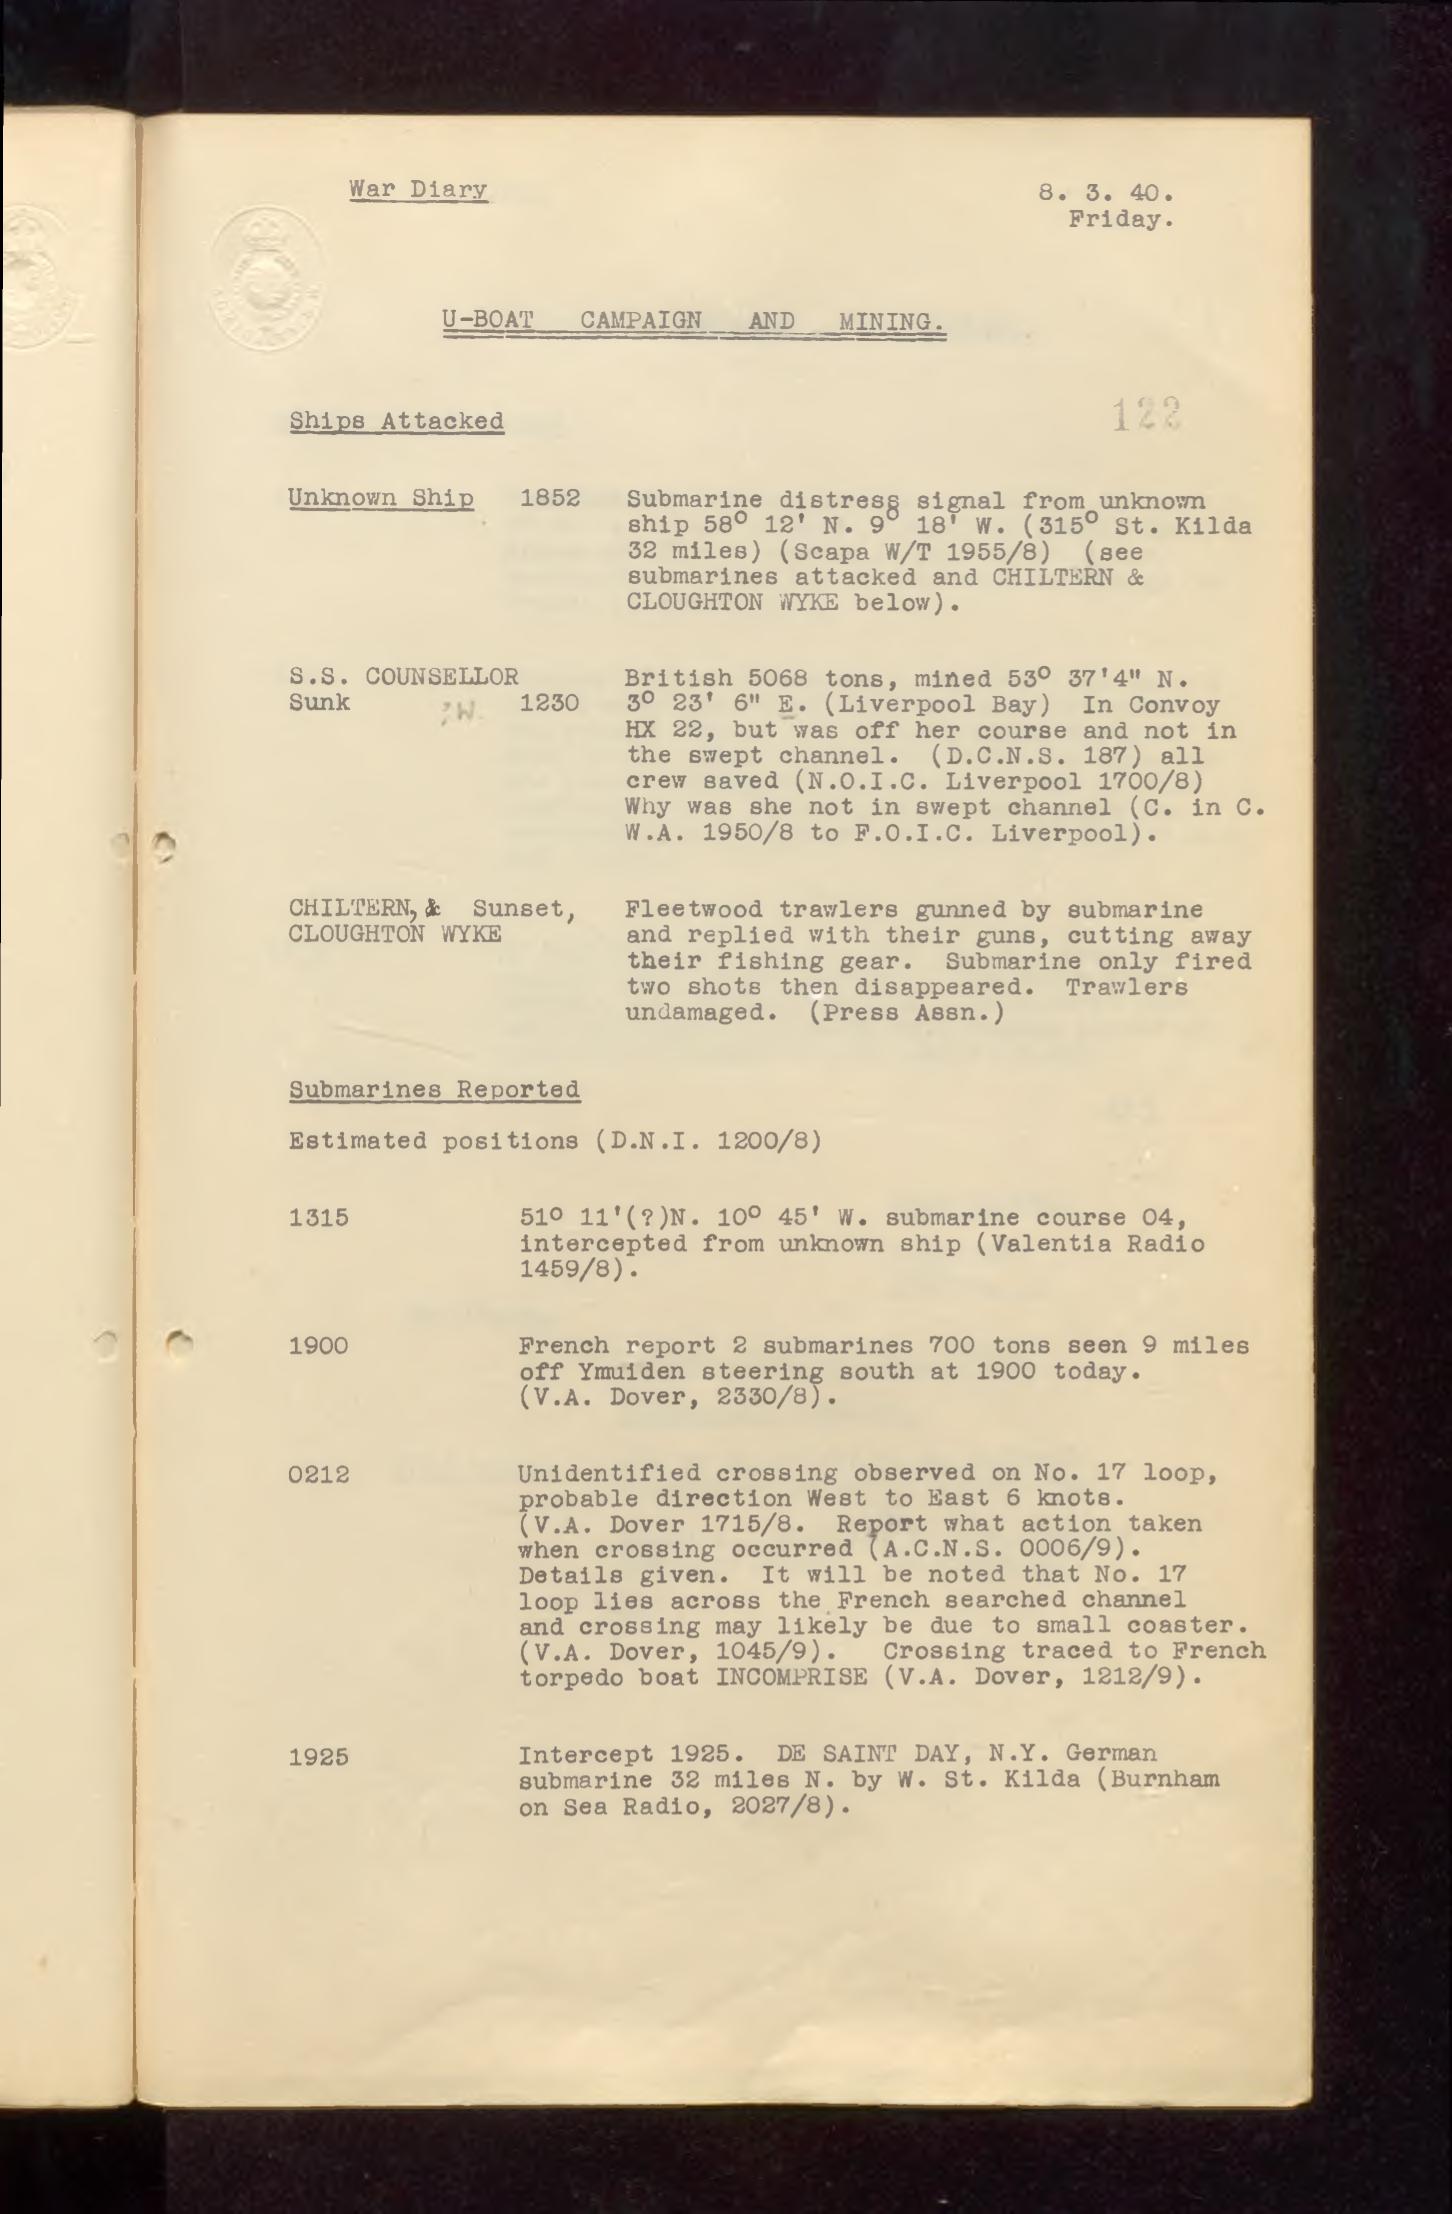 War Diary
8. 3. 40.
Friday.
U-BOAT CAMPAIGN AND MINING.
Ships Attacked
122
Unknown Ship 1852 Submarine distress signal from unknown
ship 58° 12' N. 9° 18' W. (315° St. Kilda
32 miles) (Scapa W/T 1955/8) (see
submarines attacked and CHILTERN &
CLOUGHTON WYKE below).
S.S. COUNSELLOR British 5068 tons, mined 53° 37'4" N.
Sunk ?W. 1230 3° 23' 6" E. (Liverpool Bay) In Convoy
HX 22, but was off her course and not in
the swept channel. (D.C.N.S. 187) all
crew saved (N.O.I.C. Liverpool 1700/8)
Why was she not in swept channel (C. in C.
W.A. 1950/8 to F.O.I.C. Liverpool).
CHILTERN, & Sunset, Fleetwood trawlers gunned by submarine
CLOUGHTON WYKE and replied with their guns, cutting away
their fishing gear. Submarine only fired
two shots then disappeared. Trawlers
undamaged. (Press Assn.)
Submarines Reported
Estimated positions (D.N.I. 1200/8)
1315 51° 11'(?)N. 10° 45' W. submarine course 04,
intercepted from unknown ship (Valentia Radio
1459/8).
1900 French report 2 submarines 700 tons seen 9 miles
off Ymuiden steering south at 1900 today.
(V.A. Dover, 2330/8).
0212 Unidentified crossing observed on No. 17 loop,
probable direction West to East 6 knots.
(V.A. Dover 1715/8. Report what action taken
when crossing occurred (A.C.N.S. 0006/9).
Details given. It will be noted that No. 17
loop lies across the French searched channel
and crossing may likely be due to small coaster.
(V.A. Dover, 1045/9). Crossing traced to French
torpedo boat INCOMPRISE (V.A. Dover, 1212/9).
1925 Intercept 1925. DE SAINT DAY, N.Y. German
submarine 32 miles N. by W. St. Kilda (Burnham
on Sea Radio, 2027/8).